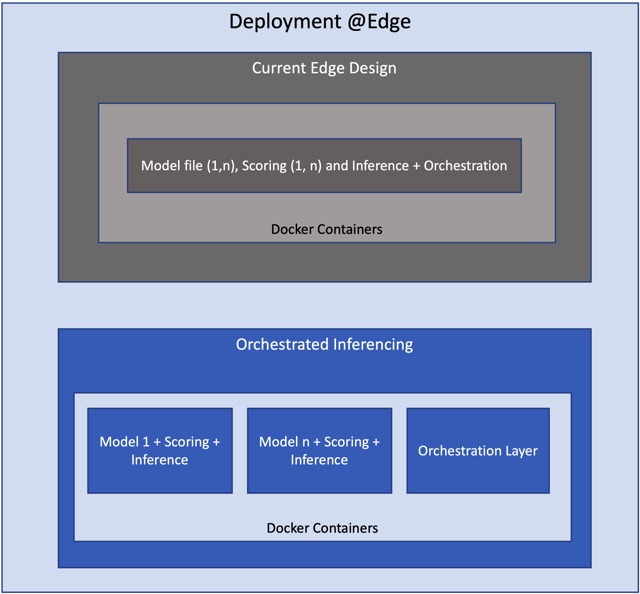 Deployment @Edge
Current Edge Design
Model file (1,n), Scoring (1, n) and Inference + Orchestration
Docker Containers
Orchestrated Inferencing
Model 1 + Scoring +
Inference
Model n + Scoring +
Inference
Orchestration Layer
Docker Containers